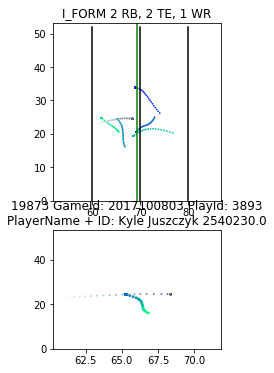 I_FORM 2 RB, 2 TE, 1 WR
50
40
30
20
10
0
60 70 80
19873 GameId: 2017100803 PlayId: 3893
PlayerName + ID: Kyle Juszczyk 2540230.0
40
20
0
62.5 65.0 67.5 70.0